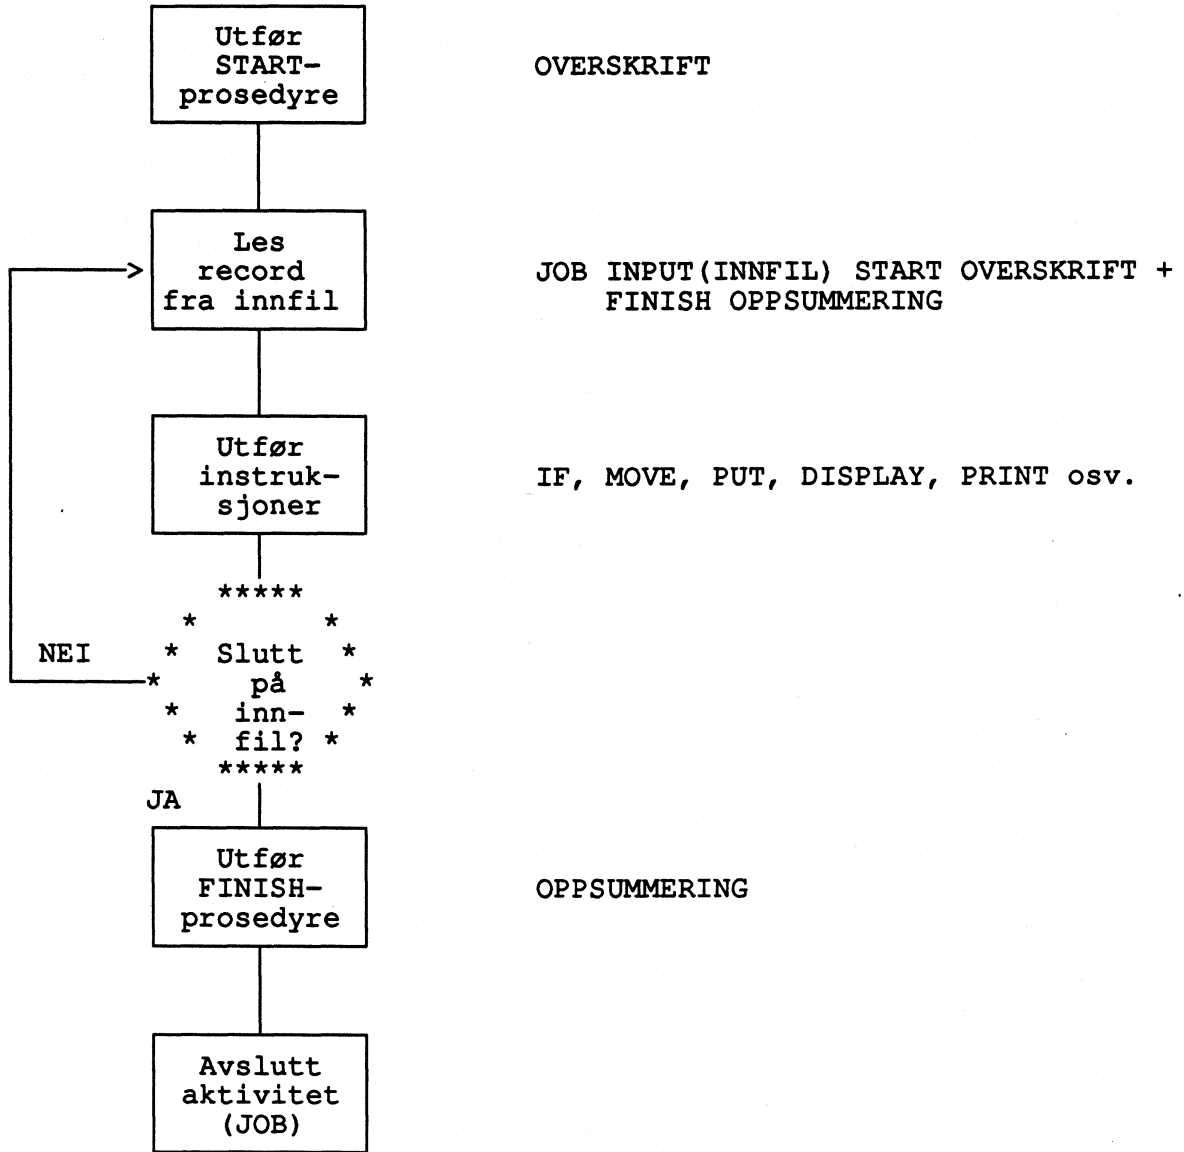 Utfør
START-
prosedyre
OVERSKRIFT
Les
record
fra innfil
JOB INPUT(INNFIL) START OVERSKRIFT +
FINISH OPPSUMMERING
Utfør
instruk-
sjoner
IF, MOVE, PUT, DISPLAY, PRINT osv.
NEI
Slutt
på
inn-
fil?
JA
Utfør
FINISH-
prosedyre
OPPSUMMERING
Avslutt
aktivitet
(JOB)